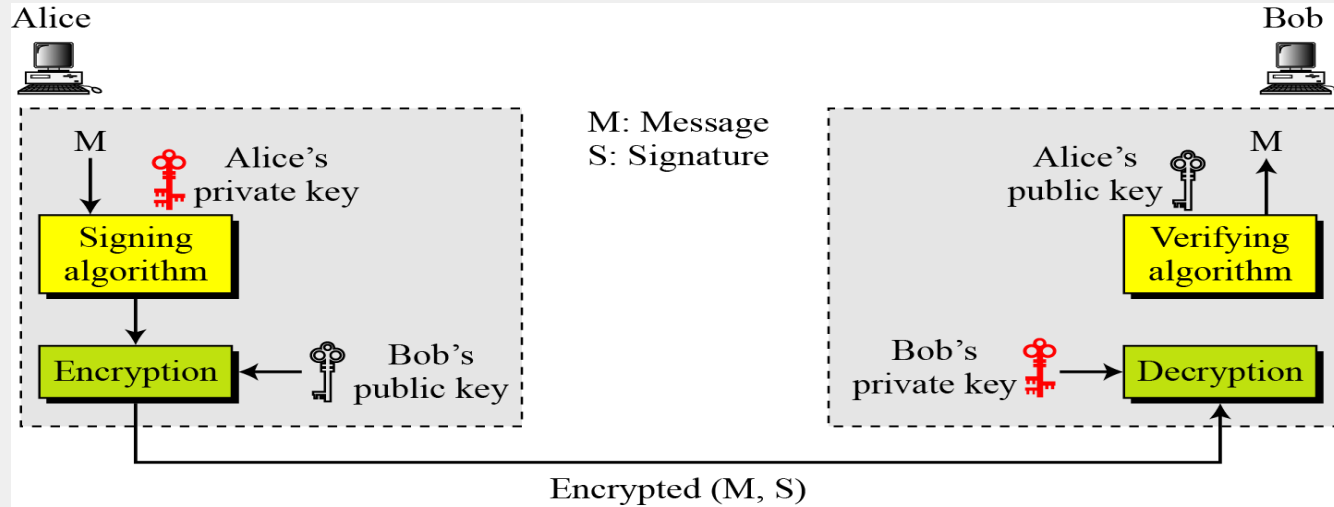 Alice
Bob
M: Message
S: Signature
M
Alice's
private key
Signing
algorithm
Encryption
Bob's
public key
Alice's
public key
M
Verifying
algorithm
Bob's
private key
Decryption
Encrypted (M, S)